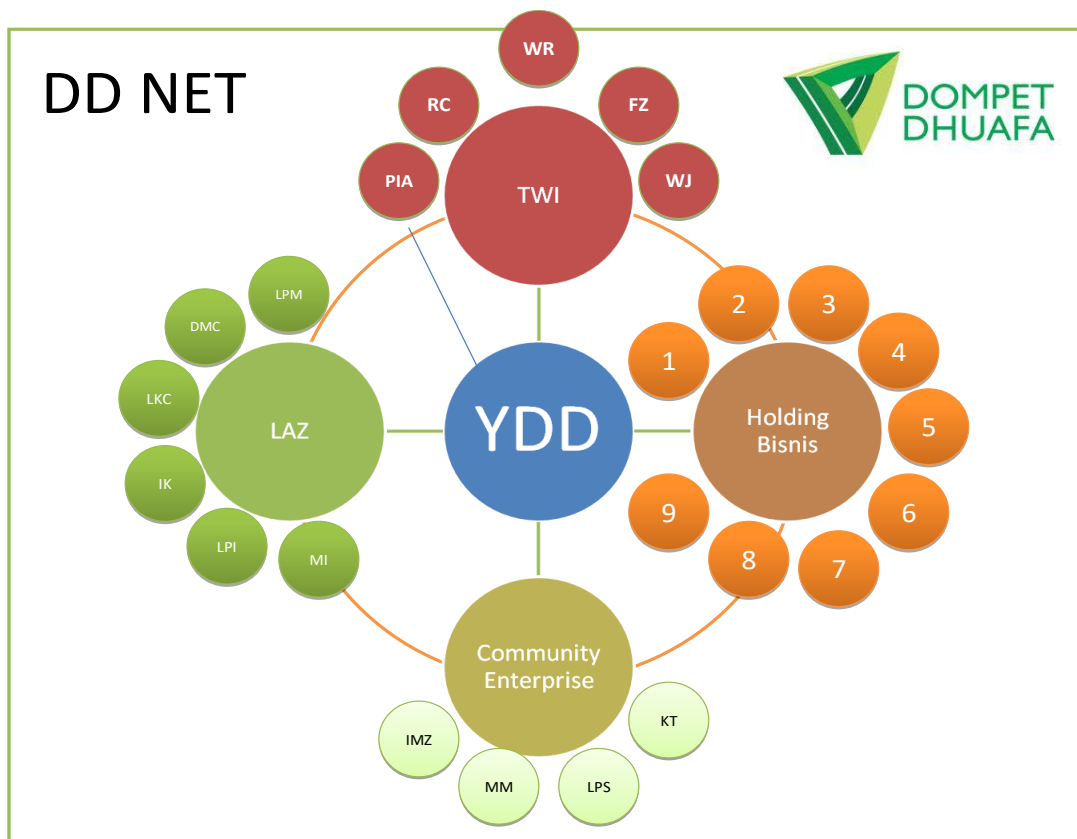 DD NET
DOMPET
DHUAFA
WR
RC
FZ
PIA
WJ
TWI
LPM
DMC
LKC
IK
LPI
MI
LAZ
YDD
1
2
3
4
5
6
7
8
9
Holding
Bisnis
Community
Enterprise
IMZ
MM
LPS
KT